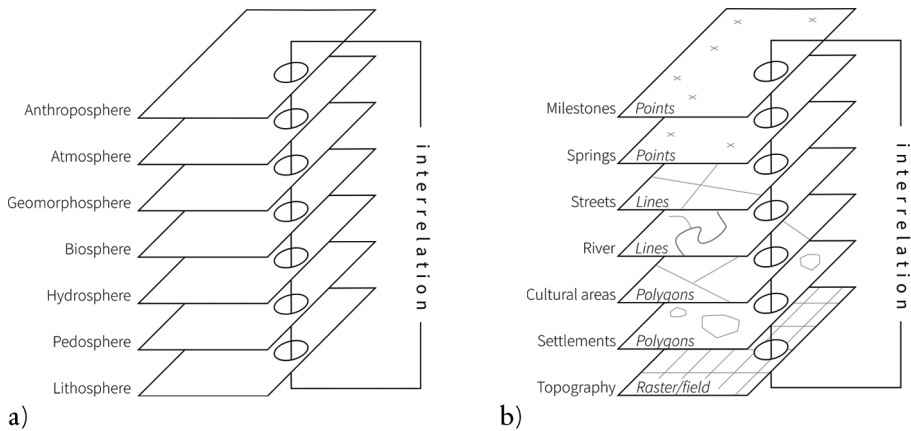 Anthroposphere
Atmosphere
Geomorphosphere
Biosphere
Hydrosphere
Pedosphere
Lithosphere
interrelation
a)
Milestones Points
Springs Points
Streets Lines
River Lines
Cultural areas Polygons
Settlements Polygons
Topography Raster/field
interrelation
b)